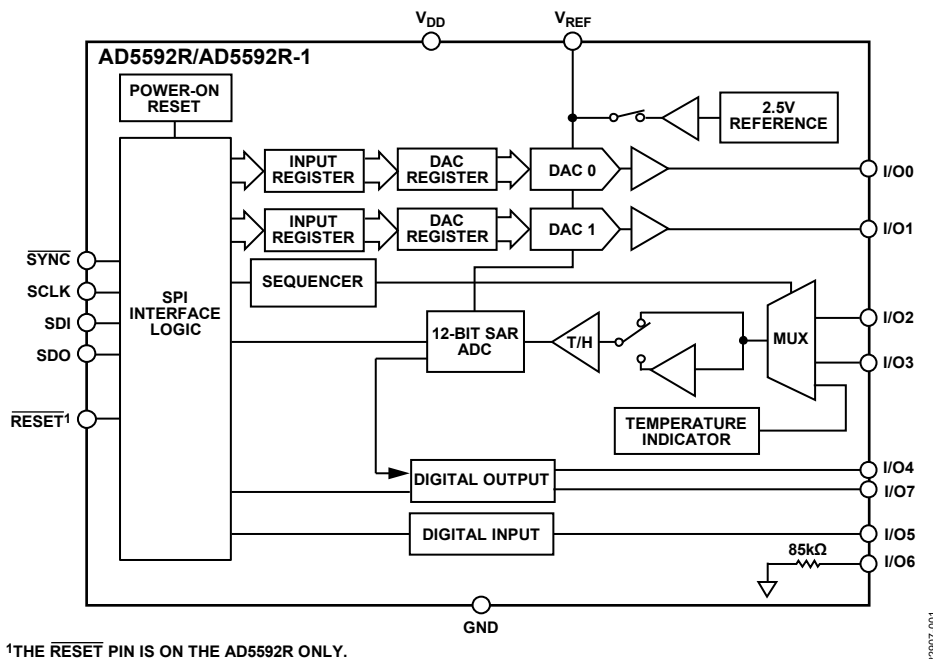 V_DD
V_REF
AD5592R/AD5592R-1
POWER-ON
RESET
2.5V
REFERENCE
INPUT
REGISTER
DAC
REGISTER
DAC 0
I/O0
INPUT
REGISTER
DAC
REGISTER
DAC 1
I/O1
SYNC
SCLK
SDI
SDO
RESET¹
SPI
INTERFACE
LOGIC
SEQUENCER
12-BIT SAR
ADC
T/H
MUX
I/O2
I/O3
TEMPERATURE
INDICATOR
DIGITAL OUTPUT
I/O4
I/O7
DIGITAL INPUT
I/O5
85kΩ
I/O6
GND
¹THE RESET PIN IS ON THE AD5592R ONLY.